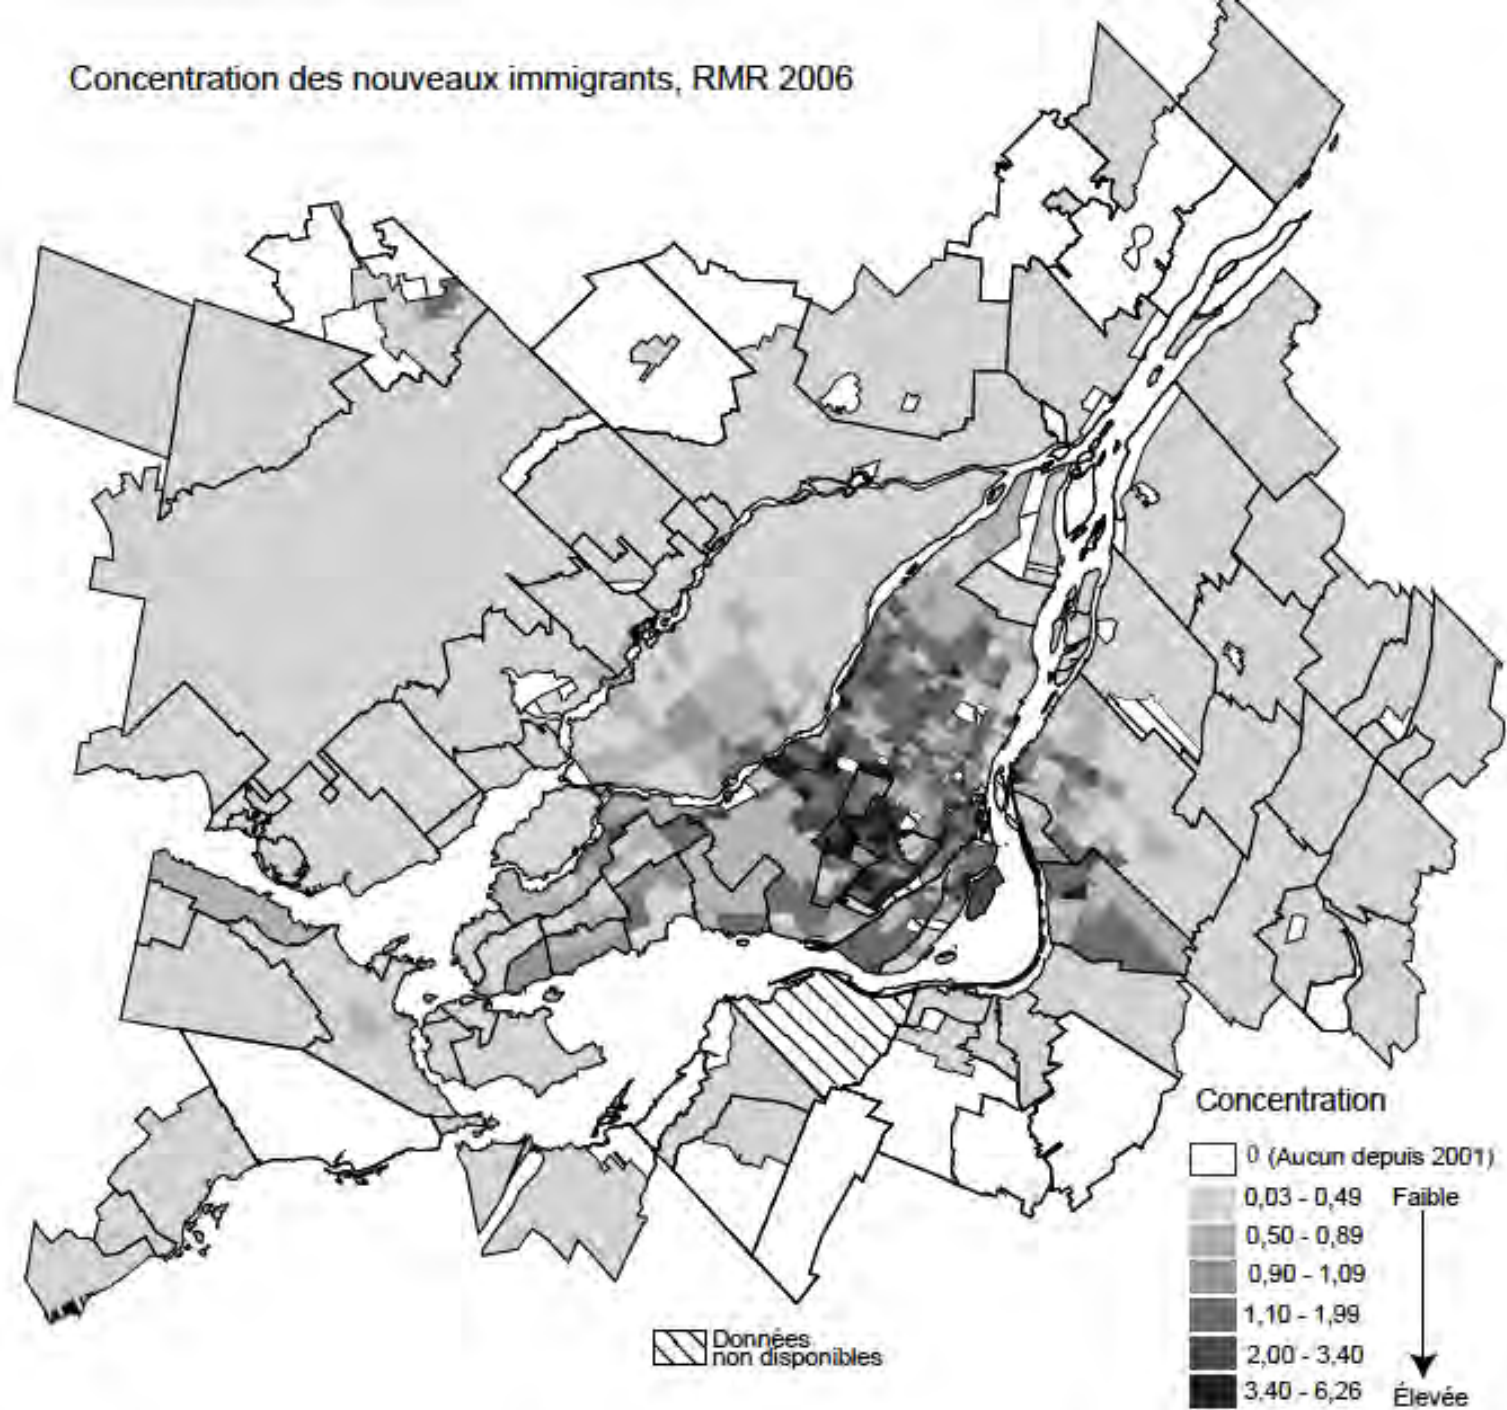 Concentration des nouveaux immigrants, RMR 2006
Concentration
0 (Aucun depuis 2001)
0,03 - 0,49 Faible
0,50 - 0,89
0,90 - 1,09
1,10 - 1,99
2,00 - 3,40
3,40 - 6,26 Élevée
Données
non disponibles